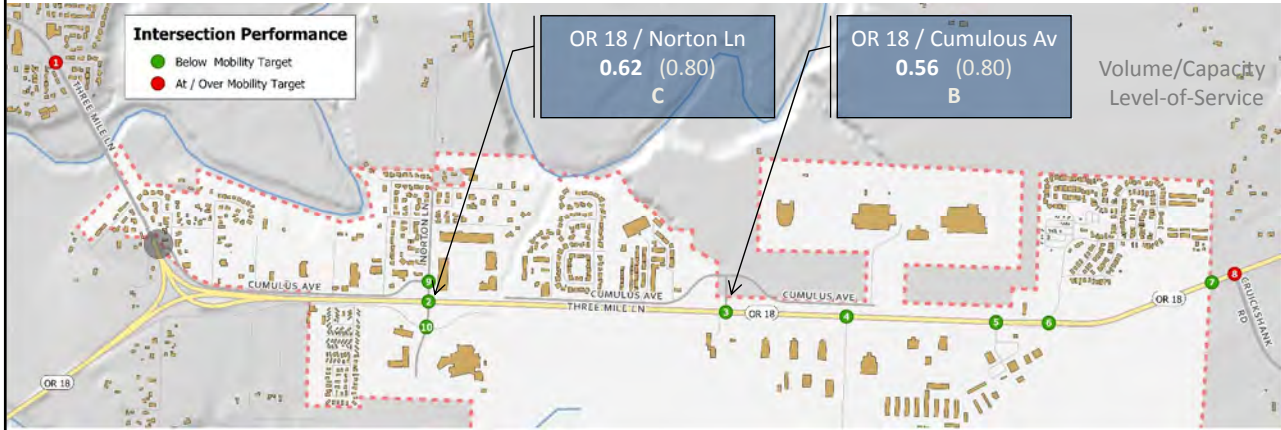 Intersection Performance
Below Mobility Target
At / Over Mobility Target
OR 18 / Norton Ln
0.62 (0.80)
C
OR 18 / Cumulous Av
0.56 (0.80)
B
Volume/Capacity
Level-of-Service
1
THREE MILE LN
NORTON LN
CUMULUS AVE
9
2
10
CUMULUS AVE
THREE MILE LN
CUMULUS AVE
3
OR 18
4
5
6
OR 18
7
8
CRUICKSHANK
RD
OR 18